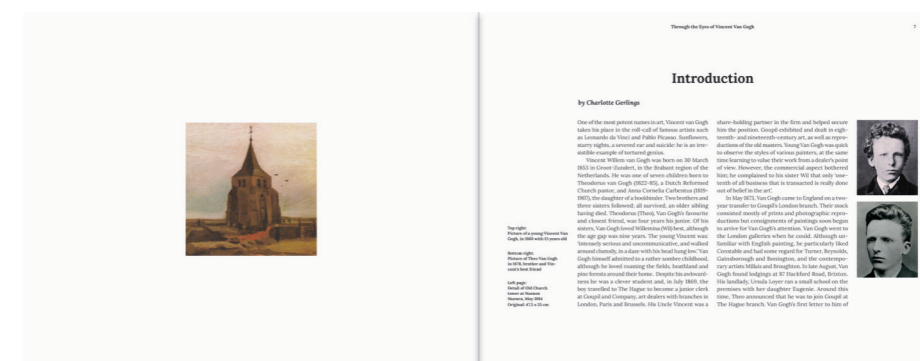 Through the Eyes of Vincent Van Gogh
7
Introduction
by Charlotte Gerlings
One of the most potent names in art, Vincent van Gogh
takes his place in the roll-call of famous artists such
as Leonardo da Vinci and Pablo Picasso. Sunflowers,
starry nights, a severed ear and suicide: he is an irre-
sistible example of tortured genius.
Vincent Willem van Gogh was born on 30 March
1853 in Groot-Zundert, in the Brabant region of the
Netherlands. He was one of seven children born to
Theodorus van Gogh (1822-85), a Dutch Reformed
Church pastor, and Anna Cornelia Carbentus (1819-
1907), the daughter of a bookbinder. Two brothers and
three sisters followed; all survived, an older sibling
having died. Theodorus (Theo), Van Gogh's favourite
and closest friend, was four years his junior. Of his
sisters, Van Gogh loved Willemina (Wil) best, although
the age gap was nine years. The young Vincent was:
'intensely serious and uncommunicative, and walked
around clumsily, in a daze with his head hung low.' Van
Gogh himself admitted to a rather sombre childhood,
although he loved roaming the fields, heathland and
pine forests around their home. Despite his awkward-
ness he was a clever student and, in July 1869, the
boy travelled to The Hague to become a junior clerk
at Goupil and Company, art dealers with branches in
London, Paris and Brussels. His Uncle Vincent was a
share-holding partner in the firm and helped secure
him the position. Goupil exhibited and dealt in eigh-
teenth- and nineteenth-century art, as well as repro-
ductions of the old masters. Young Van Gogh was quick
to observe the styles of various painters, at the same
time learning to value their work from a dealer's point
of view. However, the commercial aspect bothered
him; he complained to his sister Wil that only 'one-
tenth of all business that is transacted is really done
out of belief in the art'.
In May 1873, Van Gogh came to England on a two-
year transfer to Goupil's London branch. Their stock
consisted mostly of prints and photographic repro-
ductions but consignments of paintings soon began
to arrive for Van Gogh's attention. Van Gogh went to
the London galleries when he could. Although un-
familiar with English painting, he particularly liked
Constable and had some regard for Turner, Reynolds,
Gainsborough and Bonington, and the contempo-
rary artists Millais and Broughton. In late August, Van
Gogh found lodgings at 87 Hackford Road, Brixton.
His landlady, Ursula Loyer ran a small school on the
premises with her daughter Eugenie. Around this
time, Theo announced that he was to join Goupil at
The Hague branch. Van Gogh's first letter to him of
Top right:
Picture of a young Vincent Van
Gogh, in
Bottom right:
Picture of Theo Van Gogh
in 1878, brother and Vin-
cent's best friend
Left page:
Detail of Old Church
tower at Nuenen
Nuenen, May
Original: